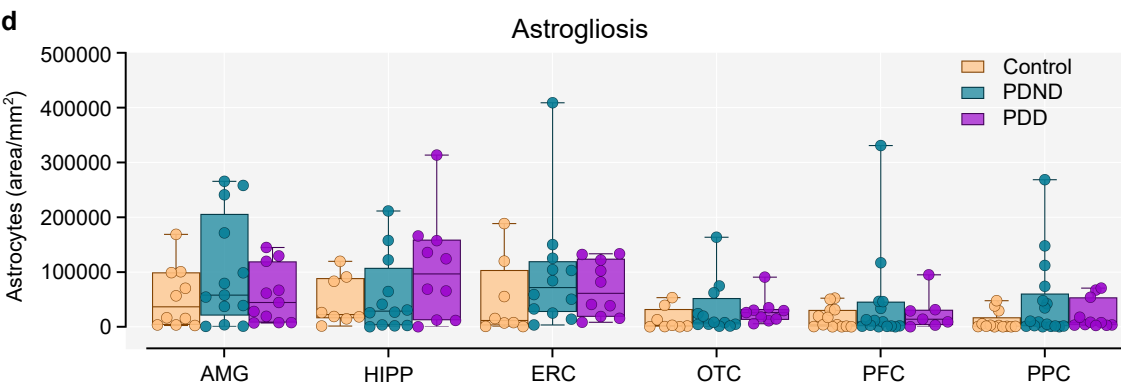 d
Astrogliosis
Astrocytes (area/mm²)
500000
400000
300000
200000
100000
0
Control
PDND
PDD
AMG HIPP ERC OTC PFC PPC